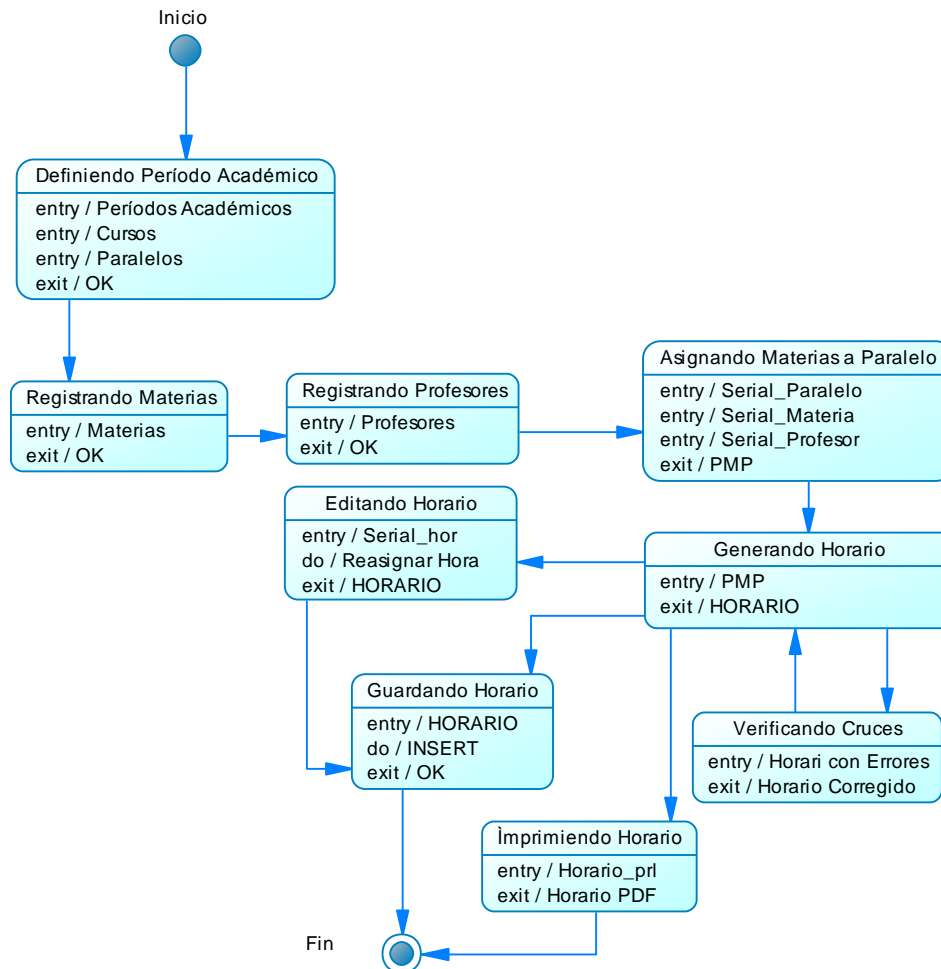 Inicio
Definiendo Período Académico
entry / Períodos Académicos
entry / Cursos
entry / Paralelos
exit / OK
Registrando Materias
entry / Materias
exit / OK
Registrando Profesores
entry / Profesores
exit / OK
Asignando Materias a Paralelo
entry / Serial_Paralelo
entry / Serial_Materia
entry / Serial_Profesor
exit / PMP
Editando Horario
entry / Serial_hor
do / Reasignar Hora
exit / HORARIO
Generando Horario
entry / PMP
exit / HORARIO
Guardando Horario
entry / HORARIO
do / INSERT
exit / OK
Verificando Cruces
entry / Horari con Errores
exit / Horario Corregido
Ìmprimiendo Horario
entry / Horario_prl
exit / Horario PDF
Fin